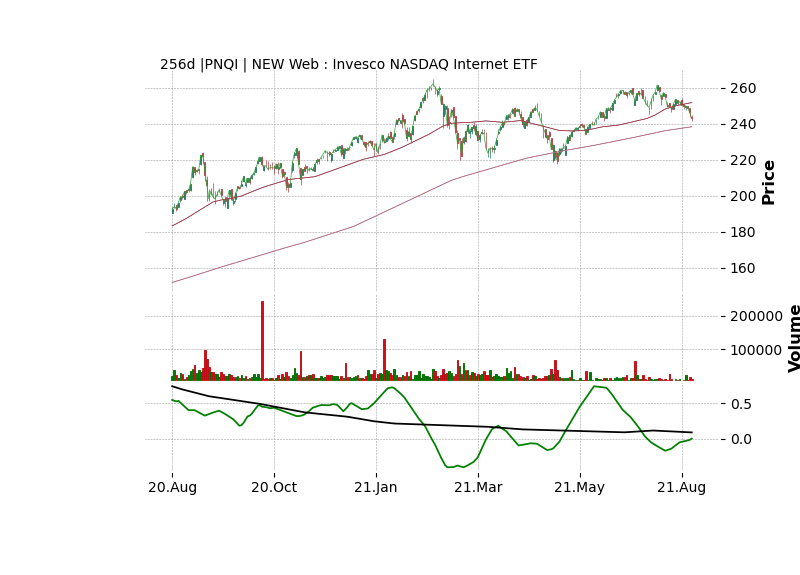 256d |PNQI | NEW Web : Invesco NASDAQ Internet ETF
260
240
220
200
180
160
Price
200000
100000
Volume
0.5
0.0
20.Aug 20.Oct 21.Jan 21.Mar 21.May 21.Aug